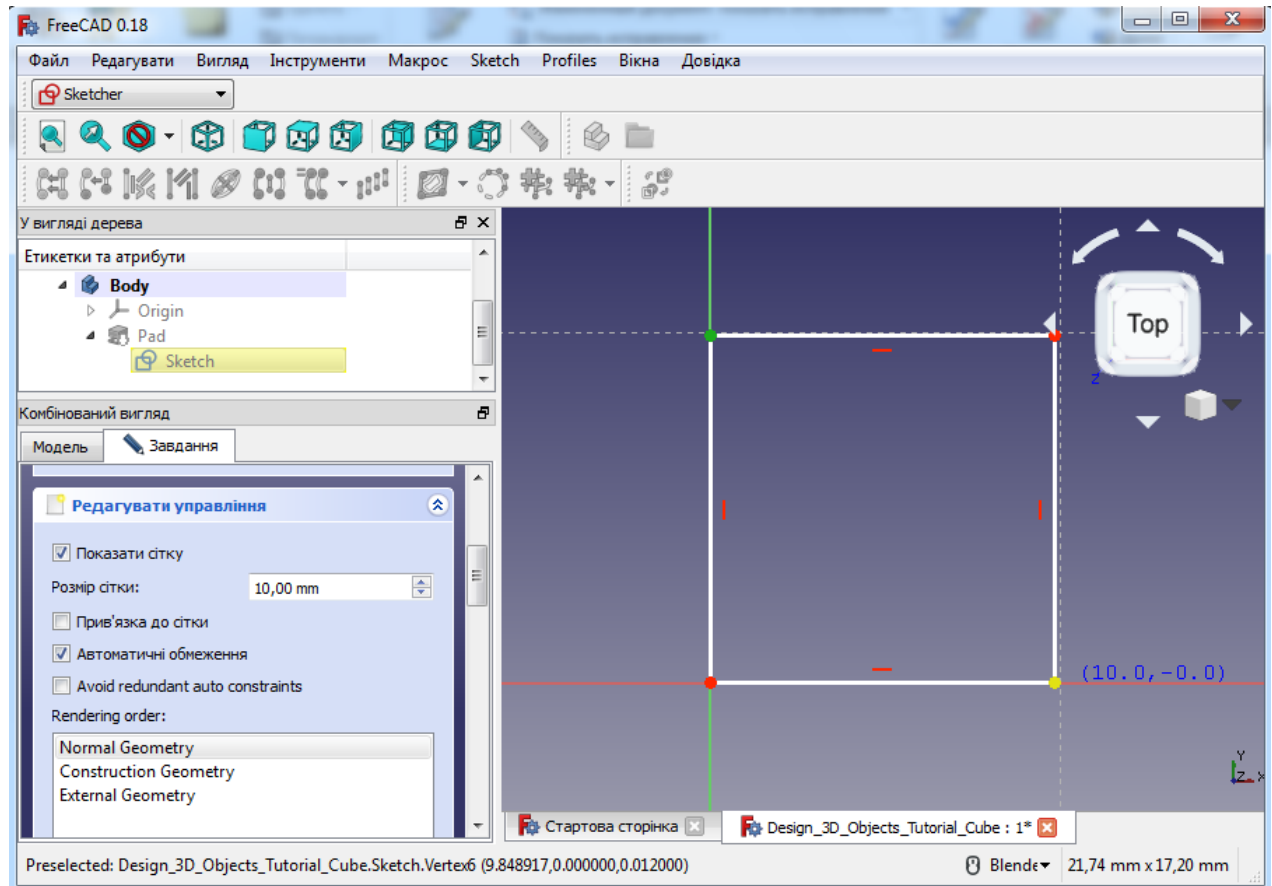 FreeCAD 0.18
Файл Редагувати Вигляд Інструменти Макрос Sketch Profiles Вікна Довідка
Sketcher
У вигляді дерева
Етикетки та атрибути
Body
Origin
Pad
Sketch
Комбінований вигляд
Модель Завдання
Редагувати управління
Показати сітку
Розмір сітки: 10,00 mm
Прив'язка до сітки
Автоматичні обмеження
Avoid redundant auto constraints
Rendering order:
Normal Geometry
Construction Geometry
External Geometry
Top
z
(10.0,-0.0)
Y
Z X
Стартова сторінка Design_3D_Objects_Tutorial_Cube : 1*
Preselected: Design_3D_Objects_Tutorial_Cube.Sketch.Vertex6 (9.848917,0.000000,0.012000) Blende 21,74 mm x 17,20 mm